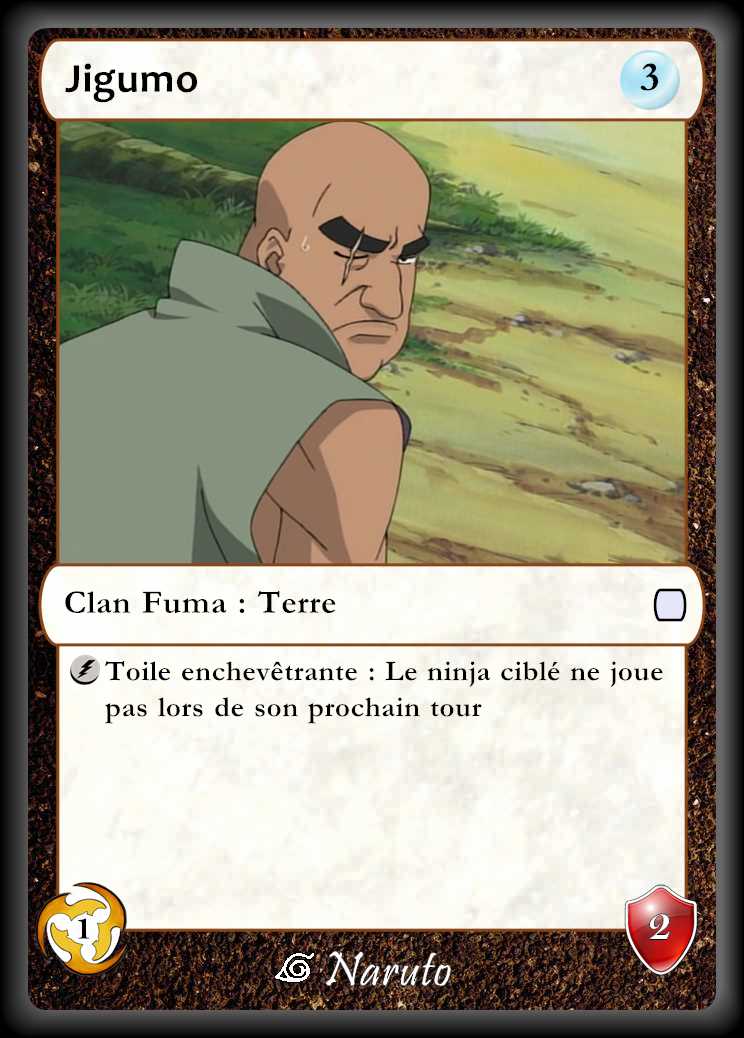 Jigumo
3
Clan Fuma : Terre
Toile enchevêtrante : Le ninja ciblé ne joue
pas lors de son prochain tour
1
2
Naruto